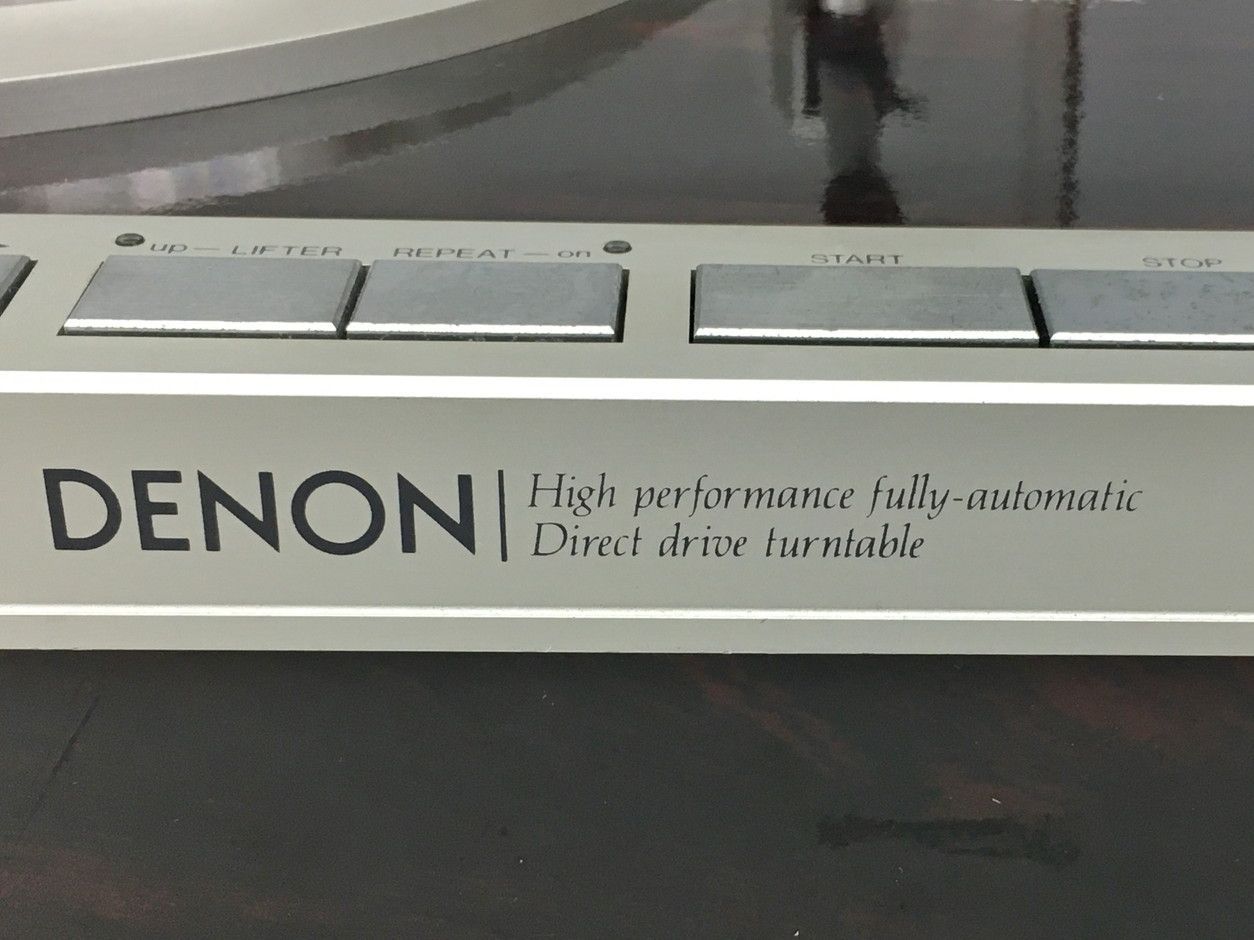 up — LIFTER REPEAT — on START STOP
DENON | High performance fully-automatic
Direct drive turntable